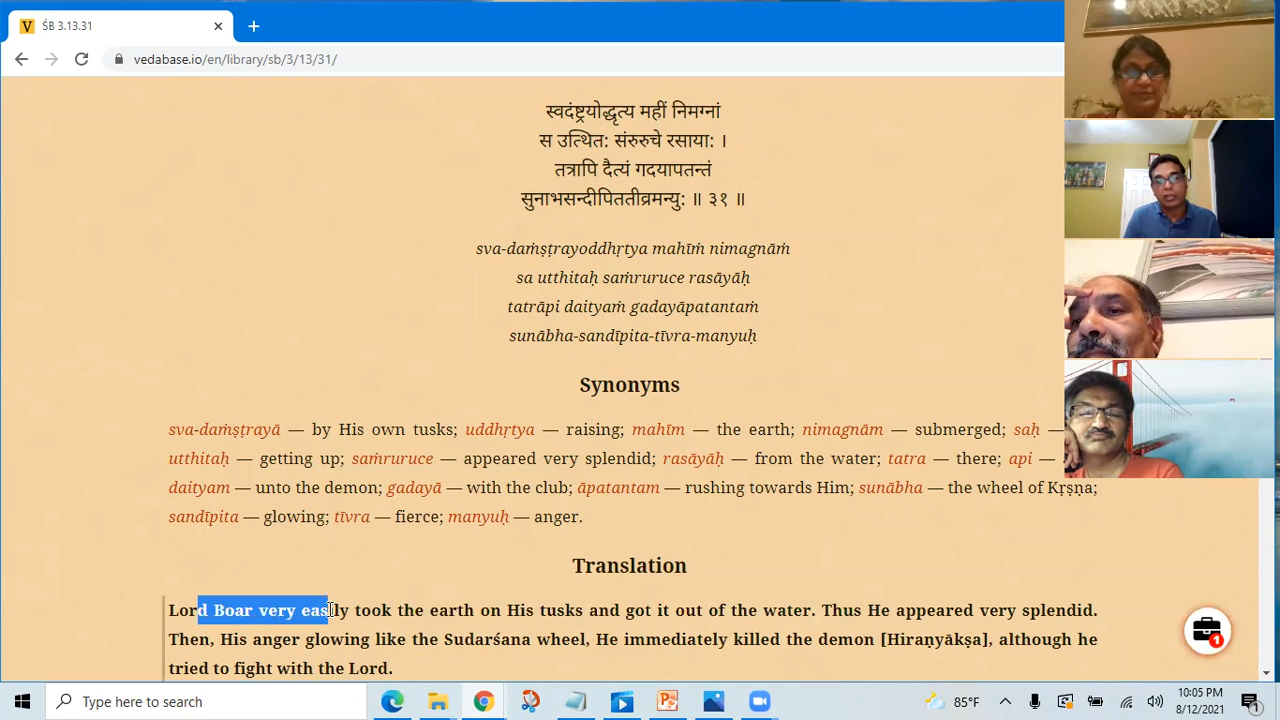 ŚB 3.13.31
vedabase.io/en/library/sb/3/13/31/
स्वदंष्ट्रयोद्धृत्य महीं निमग्नां
स उत्थित: संरुरुचे रसाया: ।
तत्रापि दैत्यं गदयापतन्तं
सुनाभसन्दीपिततीव्रमन्यु: ॥ ३१ ॥
sva-daṁṣṭrayoddhṛtya mahīṁ nimagnāṁ
sa utthitaḥ saṁruruce rasāyāḥ
tatrāpi daityaṁ gadayāpatantaṁ
sunābha-sandīpita-tīvra-manyuḥ
Synonyms
sva-daṁṣṭrayā — by His own tusks; uddhṛtya — raising; mahīm — the earth; nimagnām — submerged; saḥ —
utthitaḥ — getting up; saṁruruce — appeared very splendid; rasāyāḥ — from the water; tatra — there; api —
daityam — unto the demon; gadayā — with the club; āpatantam — rushing towards Him; sunābha — the wheel of Kṛṣṇa;
sandīpita — glowing; tīvra — fierce; manyuḥ — anger.
Translation
Lord Boar very easily took the earth on His tusks and got it out of the water. Thus He appeared very splendid.
Then, His anger glowing like the Sudarśana wheel, He immediately killed the demon [Hiraṇyākṣa], although he
tried to fight with the Lord.
1
Type here to search
85°F
10:05 PM
8/12/2021
1